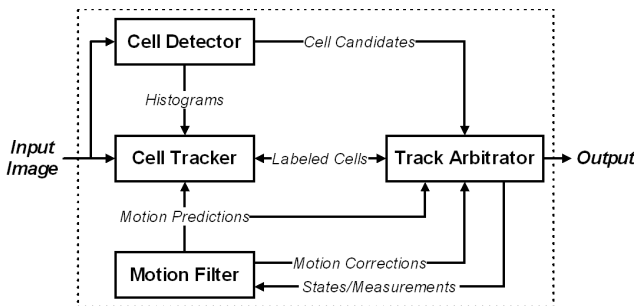 Cell Detector
Cell Candidates
Histograms
Input
Image
Cell Tracker
Labeled Cells
Track Arbitrator
Output
Motion Predictions
Motion Filter
Motion Corrections
States/Measurements